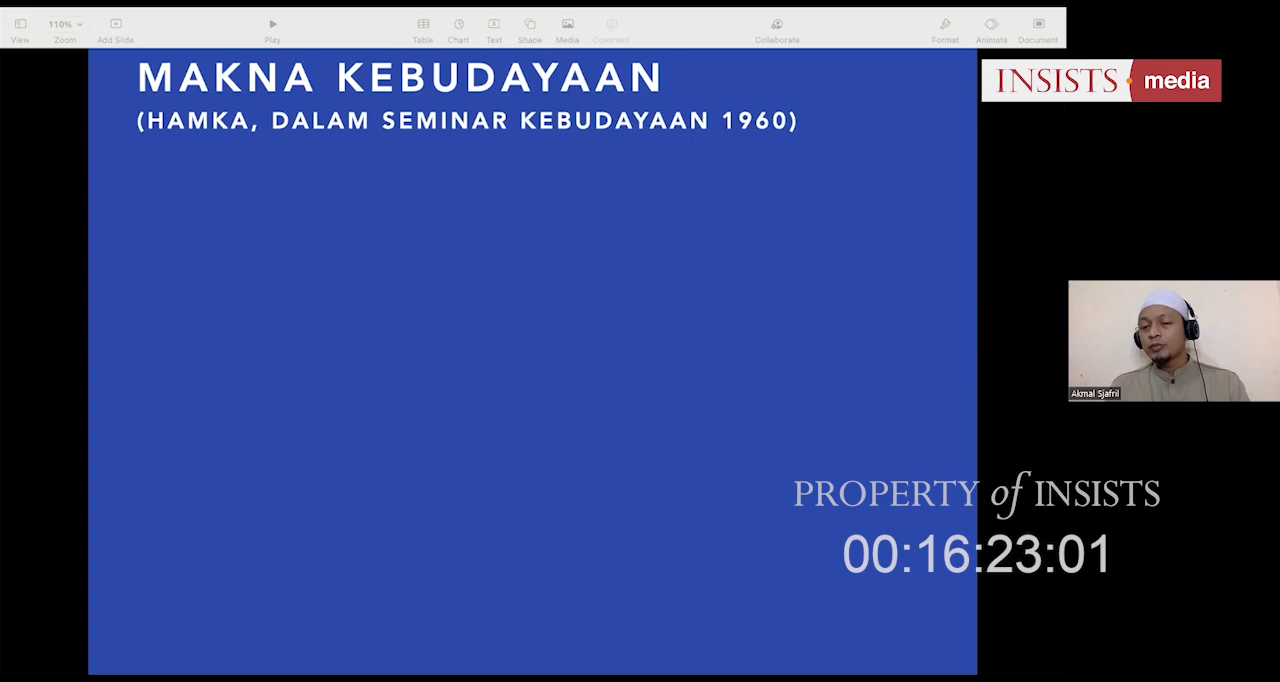 View
110%
Zoom
Add Slide
Play
Table
Chart
Text
Shape
Media
Comment
Collaborate
Format
Animate
Document
MAKNA KEBUDAYAAN
(HAMKA, DALAM SEMINAR KEBUDAYAAN 1960)
INSISTS media
Akmal Sjafril
PROPERTY of INSISTS
00:16:23:01